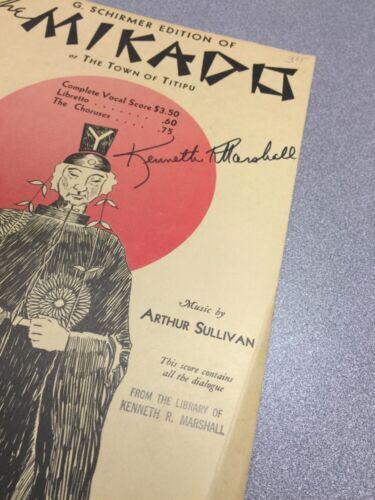 The
G. SCHIRMER EDITION OF
MIKADO
or THE TOWN OF TITIPU
Complete Vocal Score $3.50
Libretto . . . . . . . .60
The Choruses . . . . . .75
Kenneth R. Marshall
Music by
ARTHUR SULLIVAN
This score contains
all the dialogue
FROM THE LIBRARY OF
KENNETH R. MARSHALL